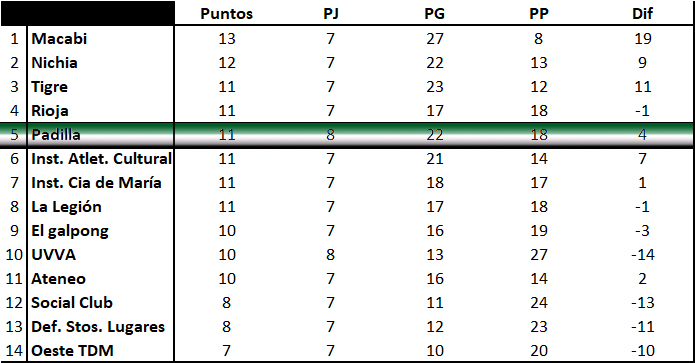 Puntos PJ PG PP Dif
1 Macabi 13 7 27 8 19
2 Nichia 12 7 22 13 9
3 Tigre 11 7 23 12 11
4 Rioja 11 7 17 18 -1
5 Padilla 11 8 22 18 4
6 Inst. Atlet. Cultural 11 7 21 14 7
7 Inst. Cia de María 11 7 18 17 1
8 La Legión 11 7 17 18 -1
9 El galpong 10 7 16 19 -3
10 UVVA 10 8 13 27 -14
11 Ateneo 10 7 16 14 2
12 Social Club 8 7 11 24 -13
13 Def. Stos. Lugares 8 7 12 23 -11
14 Oeste TDM 7 7 10 20 -10